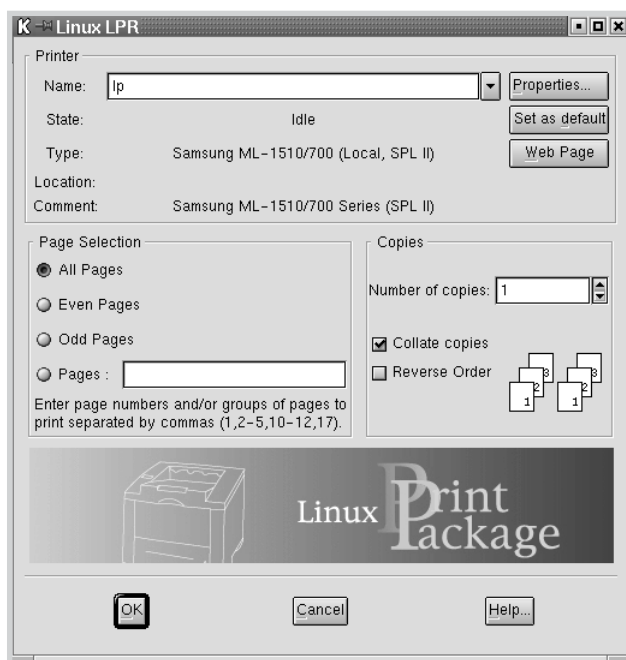 K Linux LPR
Printer
Name: lp Properties...
State: Idle Set as default
Type: Samsung ML-1510/700 (Local, SPL II) Web Page
Location:
Comment: Samsung ML-1510/700 Series (SPL II)
Page Selection
All Pages
Even Pages
Odd Pages
Pages :
Enter page numbers and/or groups of pages to
print separated by commas (1,2-5,10-12,17).
Copies
Number of copies: 1
Collate copies
Reverse Order
3 3
2 2
1 1
Linux Print
Package
OK Cancel Help...